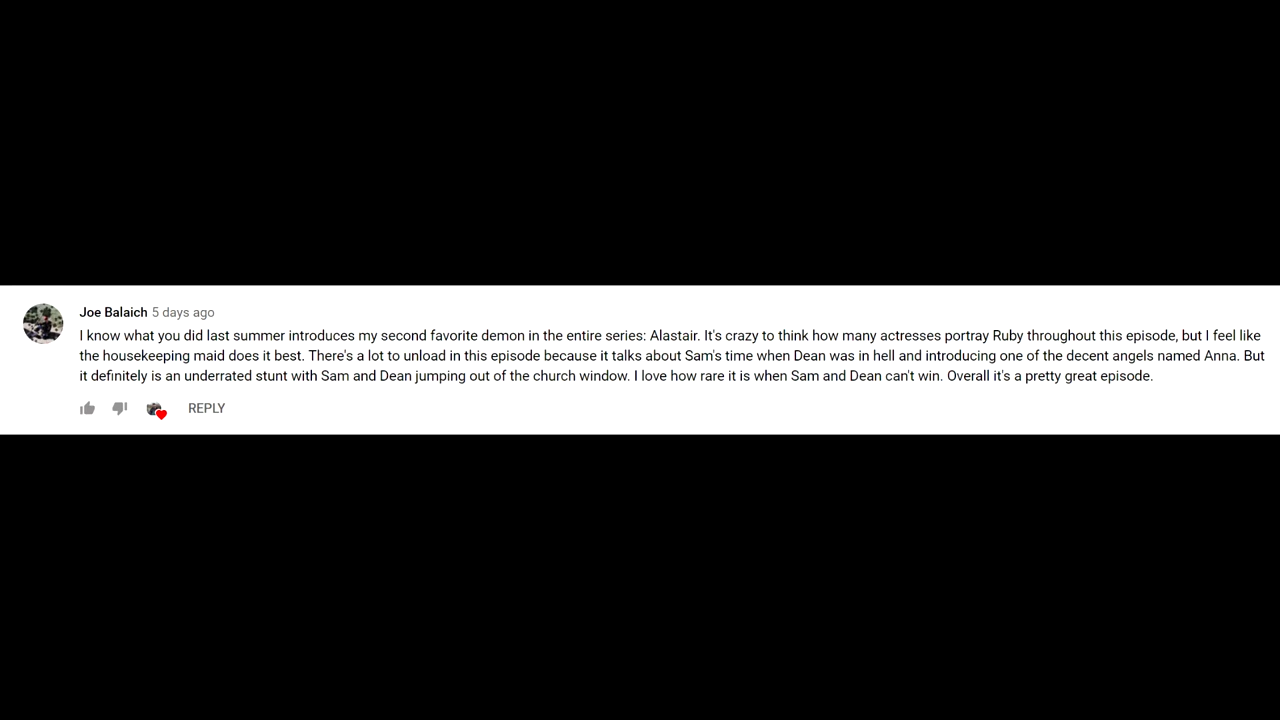 Joe Balaich 5 days ago
I know what you did last summer introduces my second favorite demon in the entire series: Alastair. It's crazy to think how many actresses portray Ruby throughout this episode, but I feel like
the housekeeping maid does it best. There's a lot to unload in this episode because it talks about Sam's time when Dean was in hell and introducing one of the decent angels named Anna. But
it definitely is an underrated stunt with Sam and Dean jumping out of the church window. I love how rare it is when Sam and Dean can't win. Overall it's a pretty great episode.
REPLY